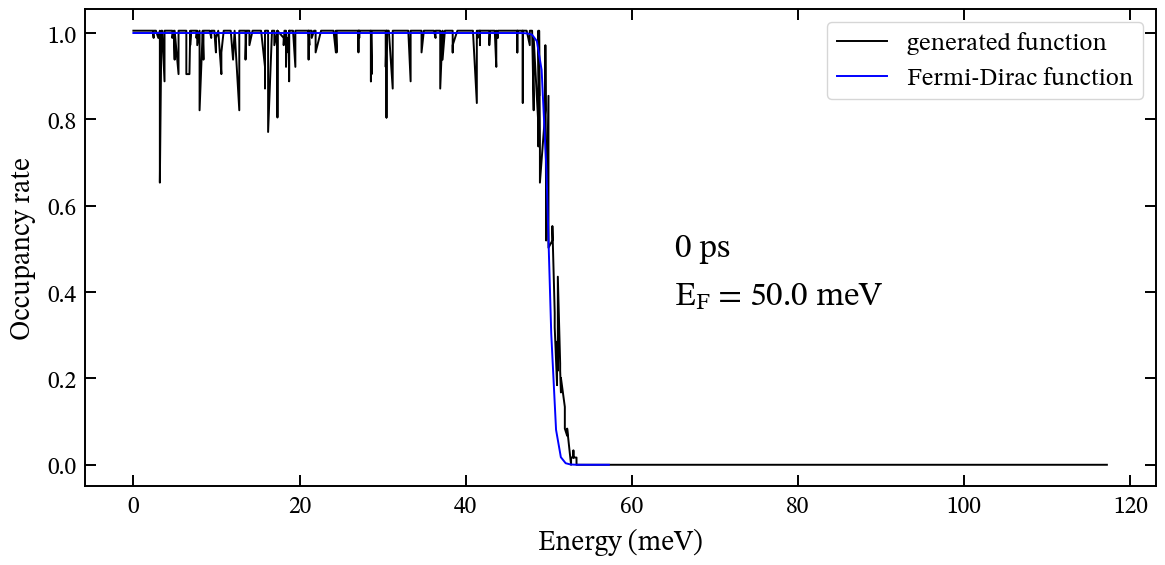 generated function
Fermi-Dirac function
1.0
0.8
0.6
0.4
0.2
0.0
Occupancy rate
0 ps
E_F = 50.0 meV
0 20 40 60 80 100 120
Energy (meV)